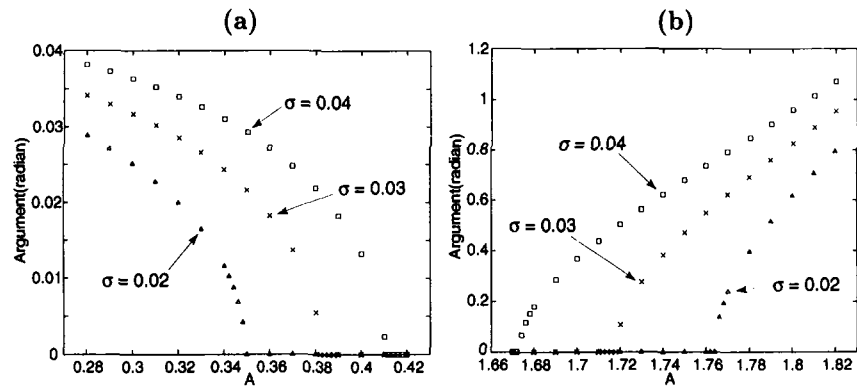 (a)
(b)
0.04
0.03
0.02
0.01
0
Argument(radian)
σ = 0.04
σ = 0.03
σ = 0.02
0.28 0.30 0.32 0.34 0.36 0.38 0.40 0.42
A
1.2
1
0.8
0.6
0.4
0.2
0
Argument(radian)
σ = 0.04
σ = 0.03
σ = 0.02
1.66 1.68 1.7 1.72 1.74 1.76 1.78 1.8 1.82
A